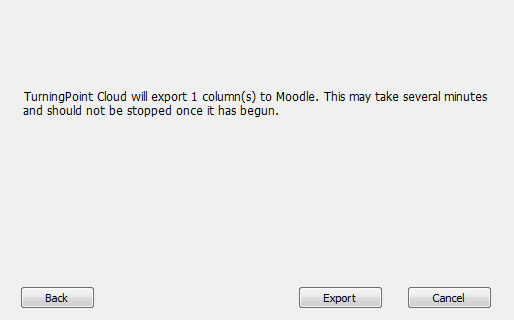 TurningPoint Cloud will export 1 column(s) to Moodle. This may take several minutes
and should not be stopped once it has begun.
Back
Export
Cancel